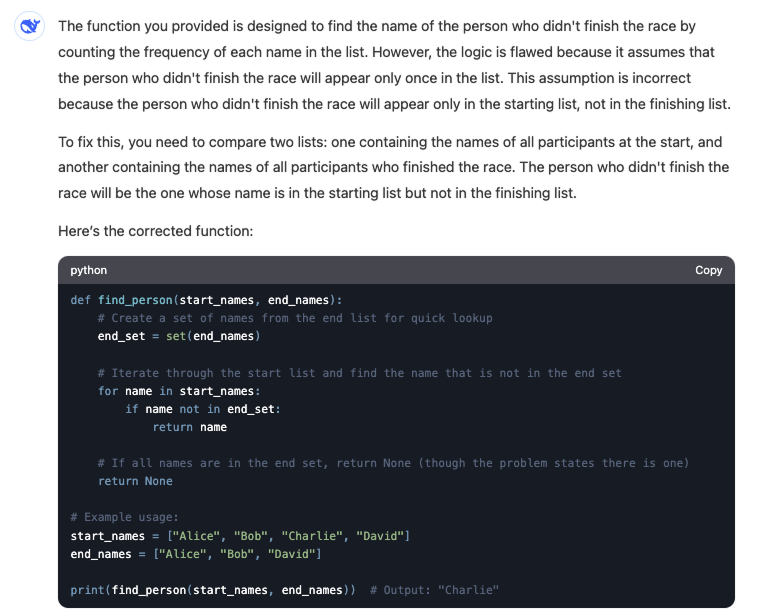 The function you provided is designed to find the name of the person who didn't finish the race by
counting the frequency of each name in the list. However, the logic is flawed because it assumes that
the person who didn't finish the race will appear only once in the list. This assumption is incorrect
because the person who didn't finish the race will appear only in the starting list, not in the finishing list.
To fix this, you need to compare two lists: one containing the names of all participants at the start, and
another containing the names of all participants who finished the race. The person who didn't finish the
race will be the one whose name is in the starting list but not in the finishing list.
Here's the corrected function:
python Copy
def find_person(start_names, end_names):
    # Create a set of names from the end list for quick lookup
    end_set = set(end_names)
    # Iterate through the start list and find the name that is not in the end set
    for name in start_names:
        if name not in end_set:
            return name
    # If all names are in the end set, return None (though the problem states there is one)
    return None
# Example usage:
start_names = ["Alice", "Bob", "Charlie", "David"]
end_names = ["Alice", "Bob", "David"]
print(find_person(start_names, end_names))  # Output: "Charlie"